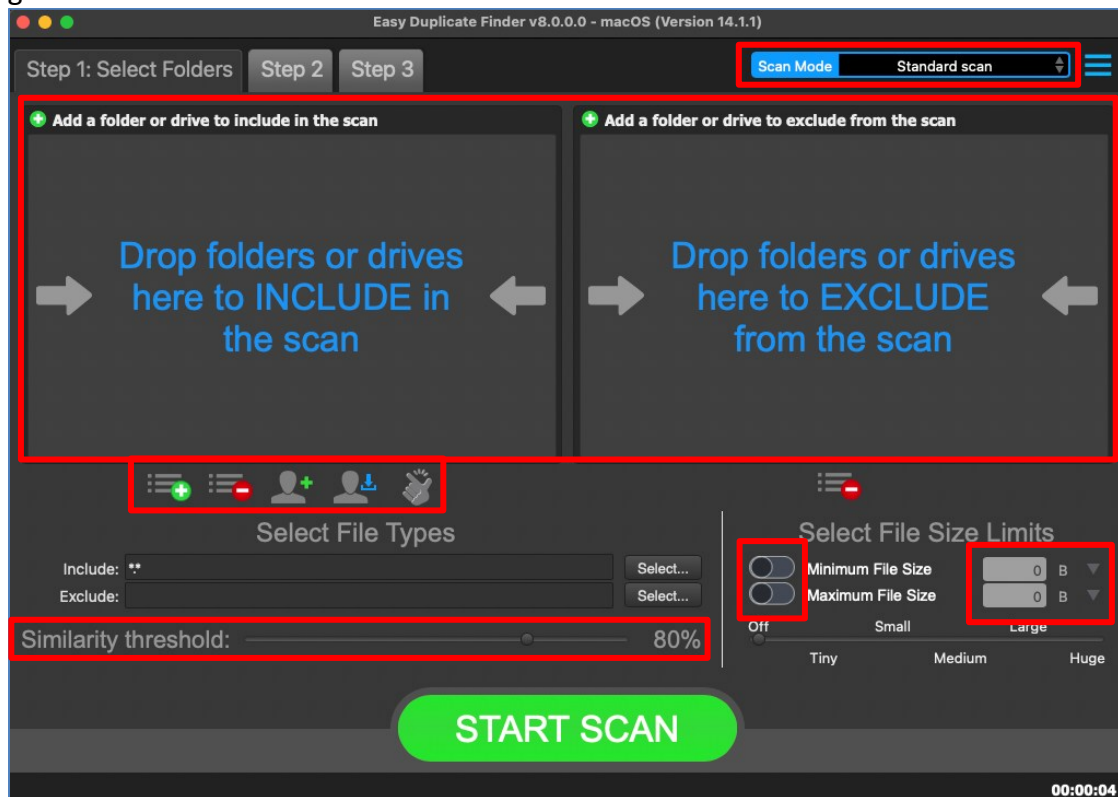 Easy Duplicate Finder v8.0.0.0 - macOS (Version 14.1.1)
Step 1: Select Folders Step 2 Step 3 Scan Mode Standard scan
Add a folder or drive to include in the scan
Add a folder or drive to exclude from the scan
Drop folders or drives
here to INCLUDE in
the scan
Drop folders or drives
here to EXCLUDE
from the scan
Select File Types
Include: *.*
Select...
Exclude:
Select...
Similarity threshold: 80%
Select File Size Limits
Minimum File Size 0 B
Maximum File Size 0 B
Off Small Large
Tiny Medium Huge
START SCAN
00:00:04